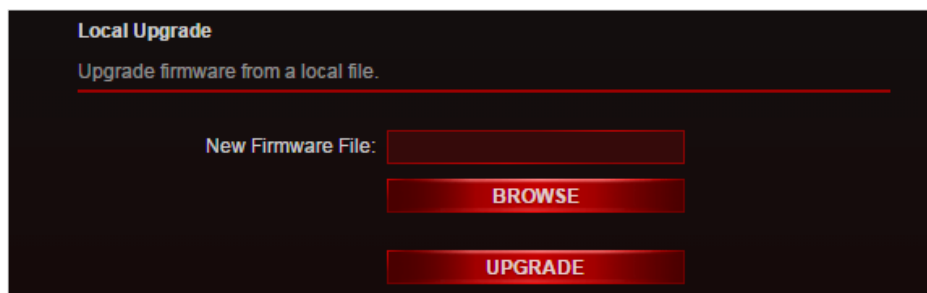 Local Upgrade
Upgrade firmware from a local file.
New Firmware File:
BROWSE
UPGRADE